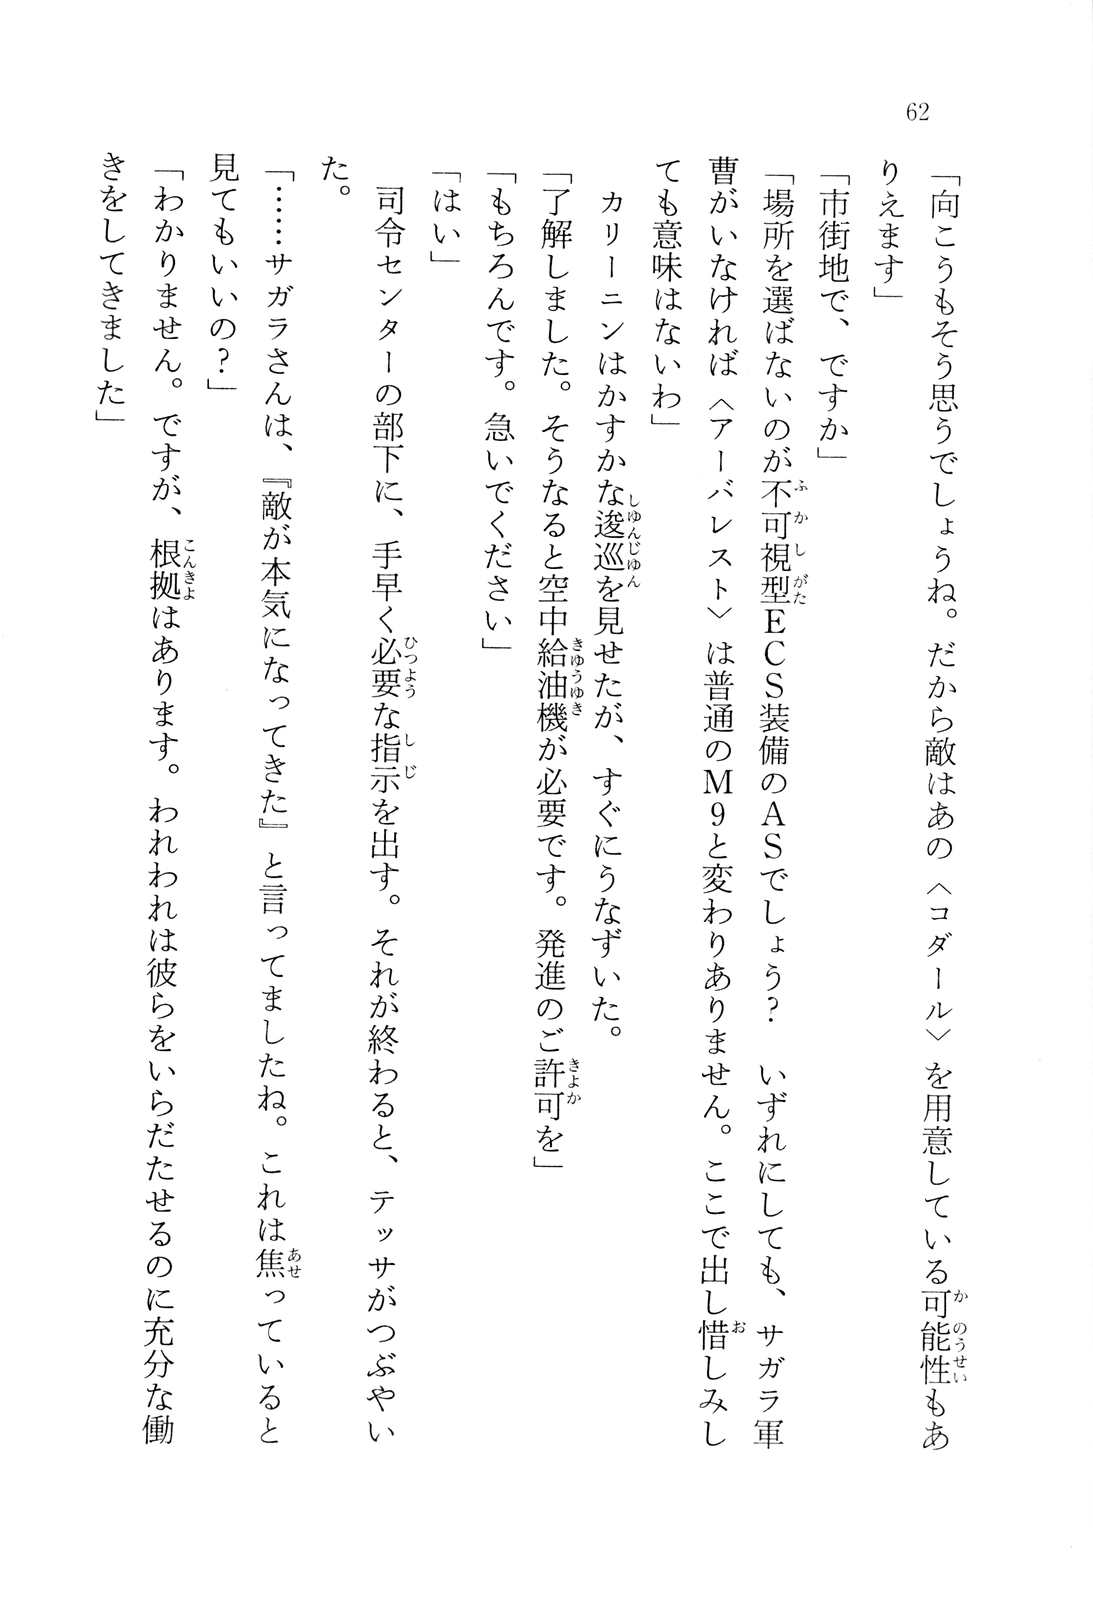 62
「向こうもそう思うでしょうね。だから敵はあの〈コダール〉を用意している可能性もあ
りえます」
「市街地で、ですか」
「場所を選ばないのが不可視型ＥＣＳ装備のＡＳでしょう？　いずれにしても、サガラ軍
曹がいなければ〈アーバレスト〉は普通のＭ９と変わりありません。ここで出し惜しみし
ても意味はないわ」
　カリーニンはかすかな逡巡を見せたが、すぐにうなずいた。
「了解しました。そうなると空中給油機が必要です。発進のご許可を」
「もちろんです。急いでください」
「はい」
　司令センターの部下に、手早く必要な指示を出す。それが終わると、テッサがつぶやい
た。
「……サガラさんは、『敵が本気になってきた』と言ってましたね。これは焦っていると
見てもいいの？」
「わかりません。ですが、根拠はあります。われわれは彼らをいらだたせるのに充分な働
きをしてきました」